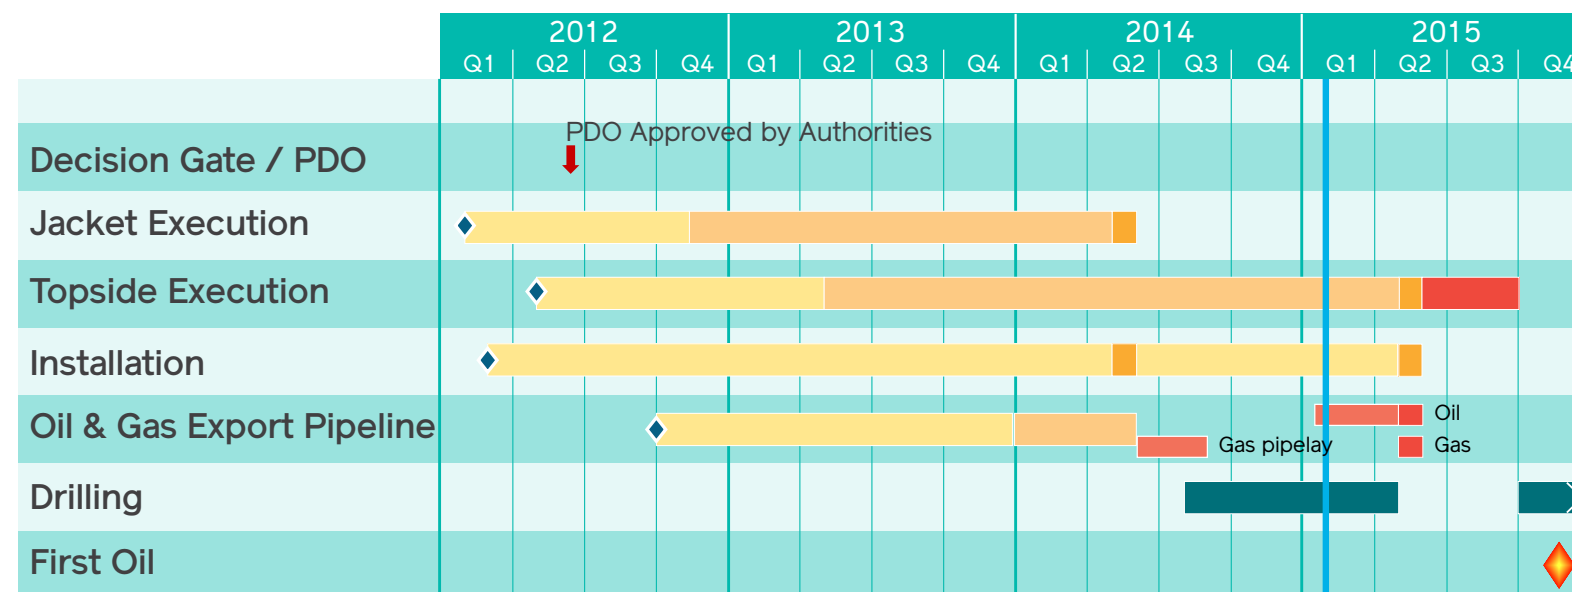 2012 2013 2014 2015
Q1 Q2 Q3 Q4 Q1 Q2 Q3 Q4 Q1 Q2 Q3 Q4 Q1 Q2 Q3 Q4
PDO Approved by Authorities
Decision Gate / PDO
Jacket Execution
Topside Execution
Installation
Oil & Gas Export Pipeline
Oil
Gas pipelay
Gas
Drilling
First Oil